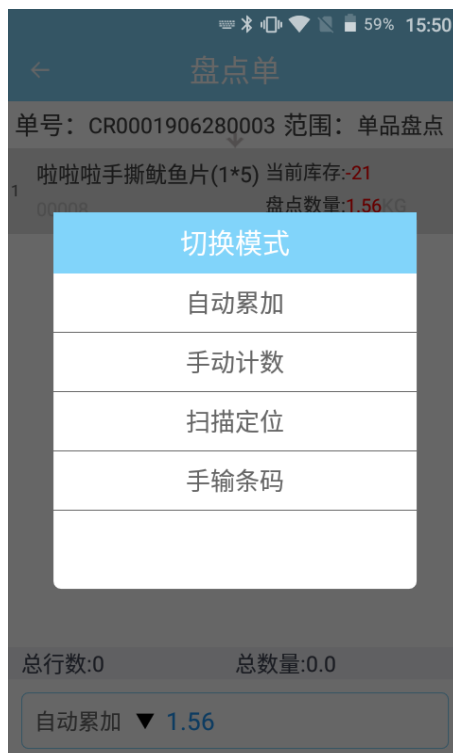 59% 15:50
盘点单
单号：CR0001906280003 范围：单品盘点
啦啦啦手撕鱿鱼片(1*5) 当前库存:-21
1
00008 盘点数量:1.56KG
切换模式
自动累加
手动计数
扫描定位
手输条码
总行数:0 总数量:0.0
自动累加 ▼ 1.56